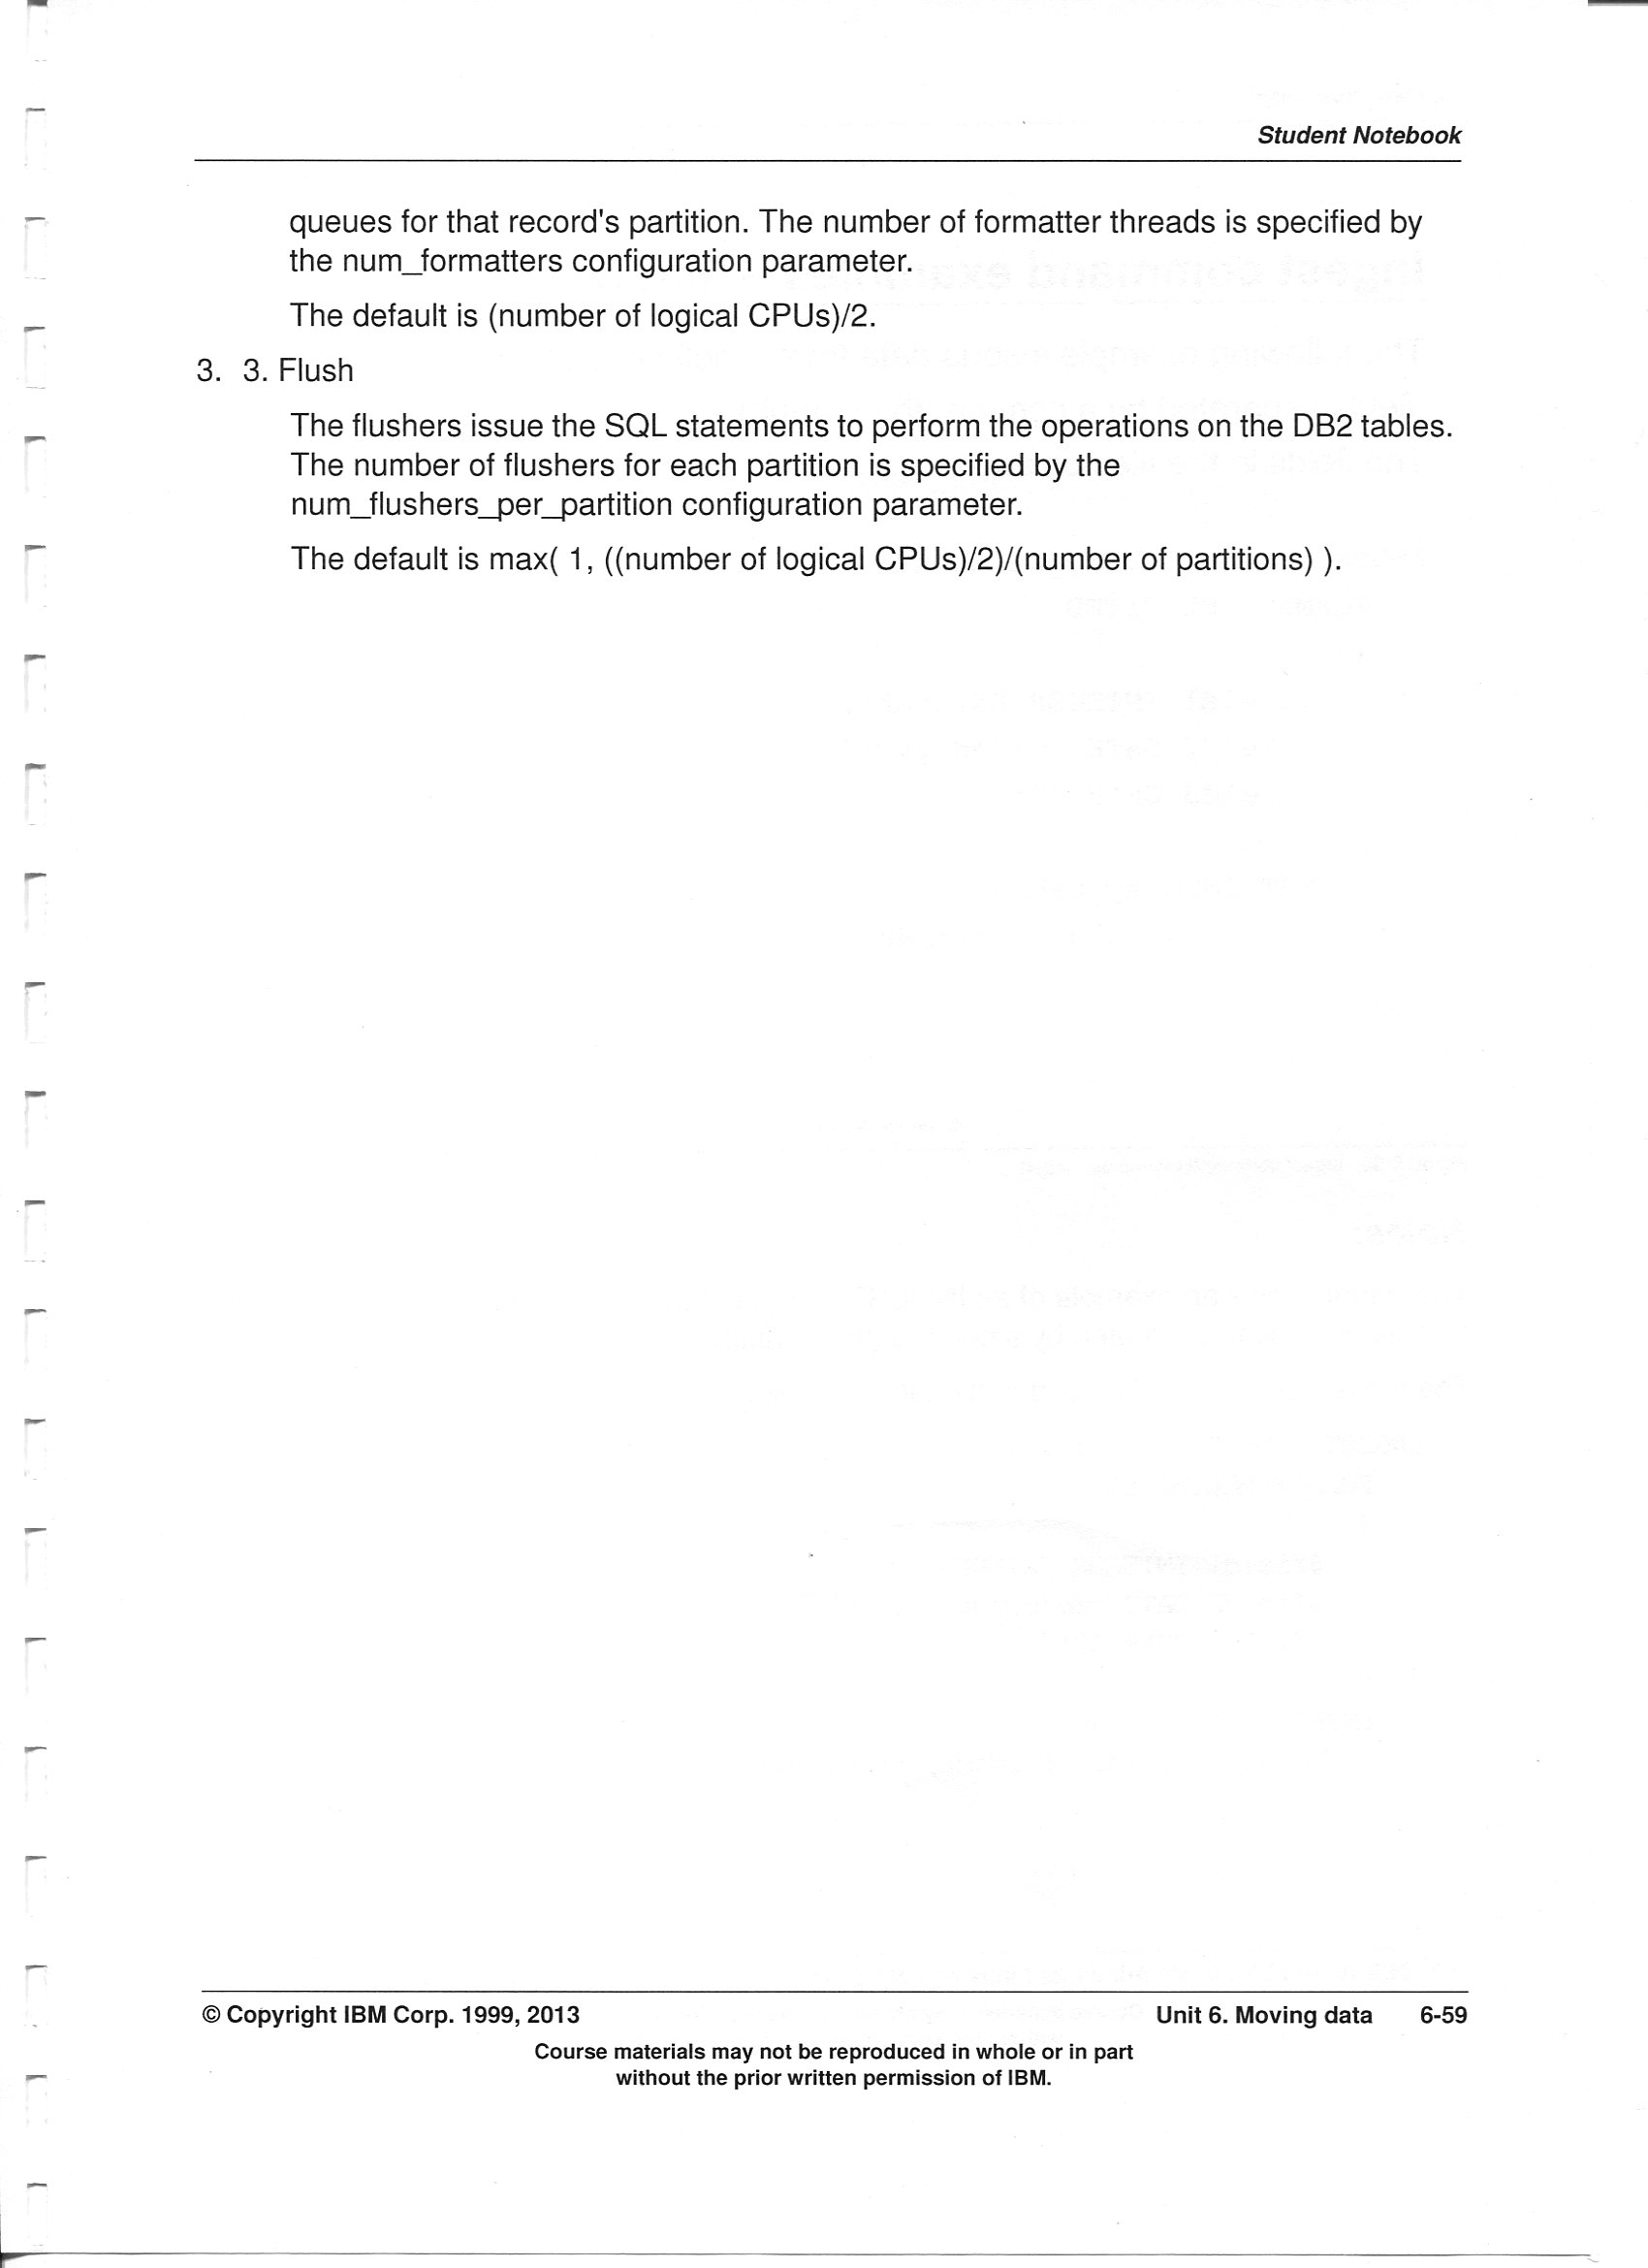 Student Notebook
queues for that record's partition. The number of formatter threads is specified by
the num_formatters configuration parameter.
The default is (number of logical CPUs)/2.
3. 3. Flush
The flushers issue the SQL statements to perform the operations on the DB2 tables.
The number of flushers for each partition is specified by the
num_flushers_per_partition configuration parameter.
The default is max( 1, ((number of logical CPUs)/2)/(number of partitions) ).
© Copyright IBM Corp. 1999, 2013 Unit 6. Moving data 6-59
Course materials may not be reproduced in whole or in part
without the prior written permission of IBM.